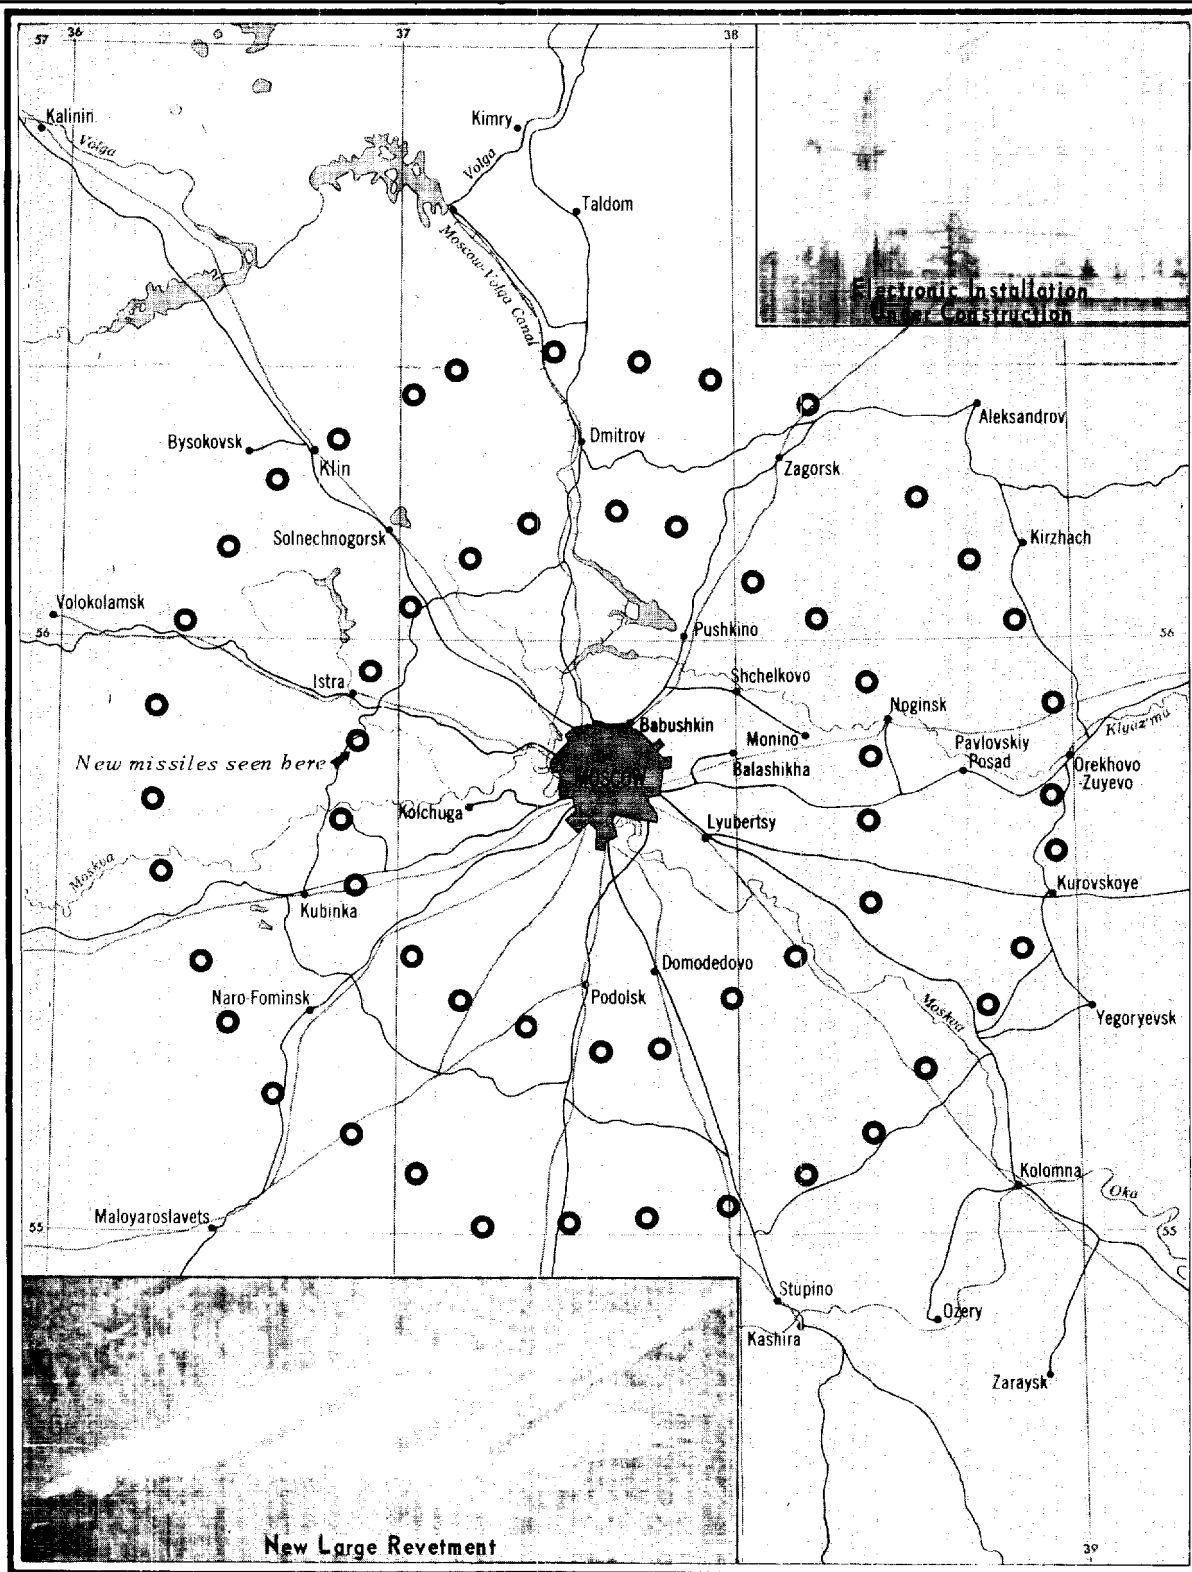 57
36
37
38
Kalinin
Volga
Kimry
Volga
Taldom
Moscow-Volga Canal
Electronic Installation
Under Construction
Bysokovsk
Klin
Dmitrov
Zagorsk
Aleksandrov
Solnechnogorsk
Kirzhach
Volokolamsk
56
Pushkino
56
Istra
Shchelkovo
Noginsk
Babushkin
Klyaz'ma
New missiles seen here
Monino
Pavlovskiy
Posad
Balashikha
Orekhovo
-Zuyevo
MOSCOW
Kolchuga
Lyubertsy
Moskva
Kubinka
Kurovskoye
Naro-Fominsk
Podolsk
Domodedovo
Moskva
Yegoryevsk
Kolomna
Oka
Maloyaroslavets
55
55
Stupino
Kashira
Ozery
Zaraysk
New Large Revetment
39